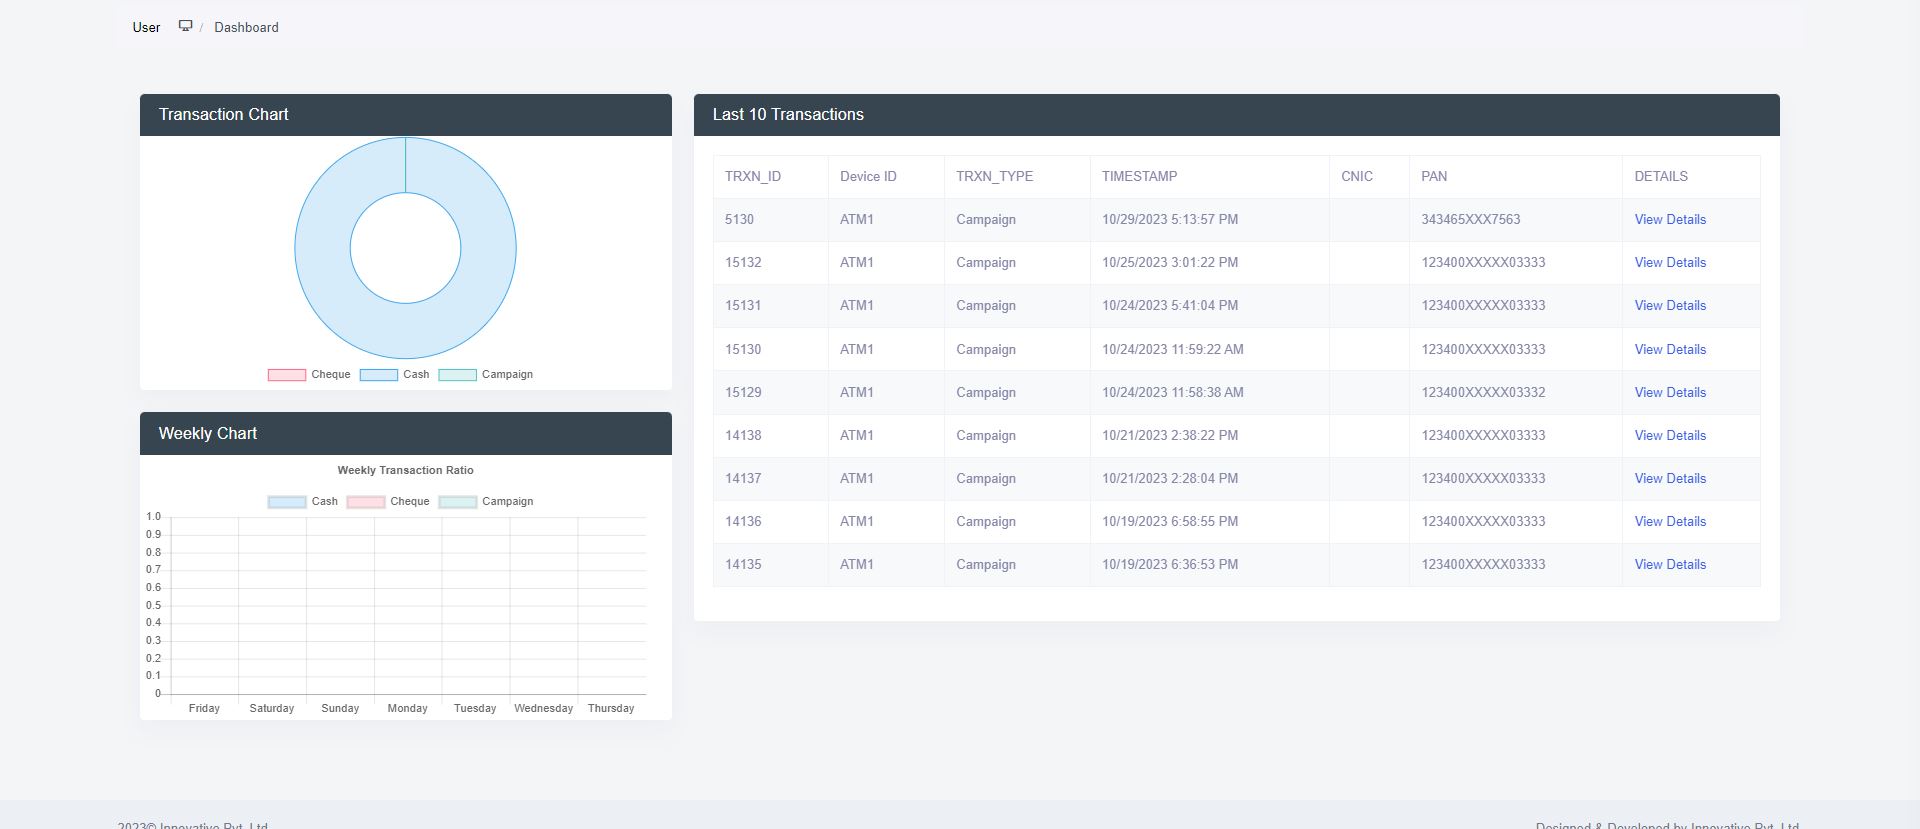 User / Dashboard
Transaction Chart
Cheque Cash Campaign
Weekly Chart
Weekly Transaction Ratio
Cash Cheque Campaign
1.0
0.9
0.8
0.7
0.6
0.5
0.4
0.3
0.2
0.1
0
Friday Saturday Sunday Monday Tuesday Wednesday Thursday
Last 10 Transactions
TRXN_ID Device ID TRXN_TYPE TIMESTAMP CNIC PAN DETAILS
5130 ATM1 Campaign 10/29/2023 5:13:57 PM 343465XXX7563 View Details
15132 ATM1 Campaign 10/25/2023 3:01:22 PM 123400XXXXX03333 View Details
15131 ATM1 Campaign 10/24/2023 5:41:04 PM 123400XXXXX03333 View Details
15130 ATM1 Campaign 10/24/2023 11:59:22 AM 123400XXXXX03333 View Details
15129 ATM1 Campaign 10/24/2023 11:58:38 AM 123400XXXXX03332 View Details
14138 ATM1 Campaign 10/21/2023 2:38:22 PM 123400XXXXX03333 View Details
14137 ATM1 Campaign 10/21/2023 2:28:04 PM 123400XXXXX03333 View Details
14136 ATM1 Campaign 10/19/2023 6:58:55 PM 123400XXXXX03333 View Details
14135 ATM1 Campaign 10/19/2023 6:36:53 PM 123400XXXXX03333 View Details
2023© Innovative Pvt. Ltd. Designed & Developed by Innovative Pvt. Ltd.